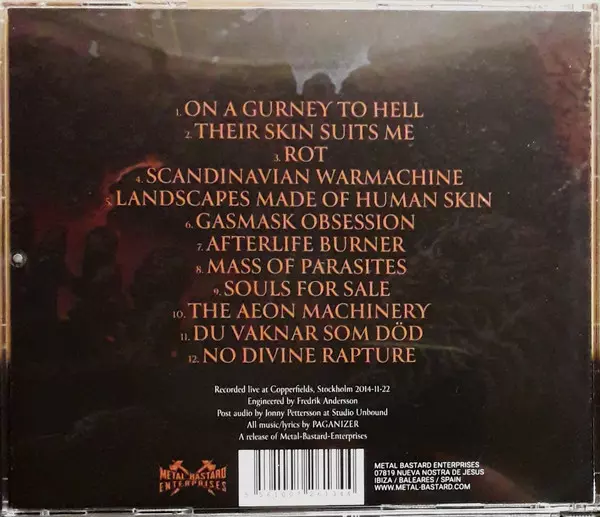 1. ON A GURNEY TO HELL
2. THEIR SKIN SUITS ME
3. ROT
4. SCANDINAVIAN WARMACHINE
5. LANDSCAPES MADE OF HUMAN SKIN
6. GASMASK OBSESSION
7. AFTERLIFE BURNER
8. MASS OF PARASITES
9. SOULS FOR SALE
10. THE AEON MACHINERY
11. DU VAKNAR SOM DÖD
12. NO DIVINE RAPTURE
Recorded live at Copperfields, Stockholm 2014-11-22
Engineered by Fredrik Andersson
Post audio by Jonny Pettersson at Studio Unbound
All music/lyrics by PAGANIZER
A release of Metal-Bastard-Enterprises
METAL BASTARD
ENTERPRISES
METAL BASTARD ENTERPRISES
07819 NUEVA NOSTRA DE JESUS
IBIZA / BALEARES / SPAIN
WWW.METAL-BASTARD.COM